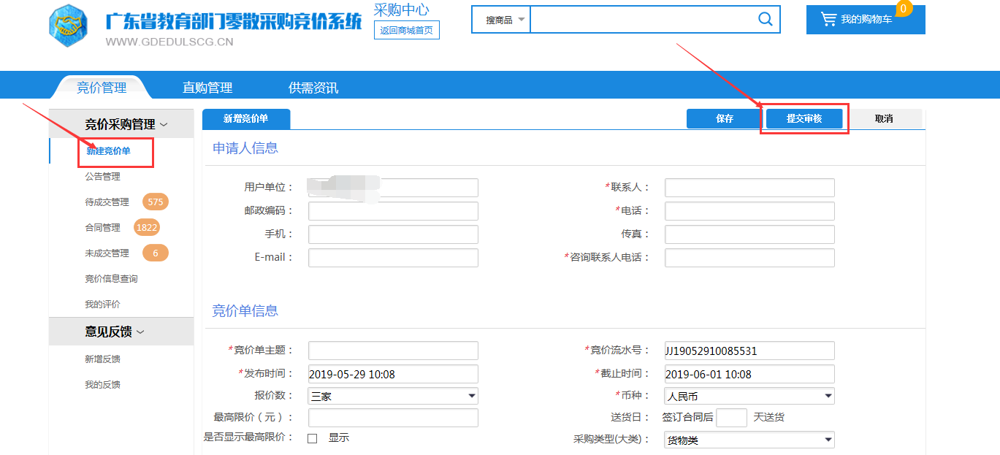 广东省教育部门零散采购竞价系统
WWW.GDEDULSCG.CN
采购中心
返回商城首页
搜商品
我的购物车
0
竞价管理
直购管理
供需资讯
竞价采购管理
新建竞价单
公告管理
待成交管理 575
合同管理 1822
未成交管理 6
竞价信息查询
我的评价
意见反馈
新增反馈
我的反馈
新增竞价单
保存
提交审核
取消
申请人信息
用户单位：
*联系人：
邮政编码：
*电话：
手机：
传真：
E-mail：
*咨询联系人电话：
竞价单信息
*竞价单主题：
*竞价流水号： JJ19052910085531
*发布时间： 2019-05-29 10:08
*截止时间： 2019-06-01 10:08
报价数： 三家
*币种： 人民币
最高限价（元）：
送货日： 签订合同后 天送货
是否显示最高限价： 显示
采购类型(大类)： 货物类